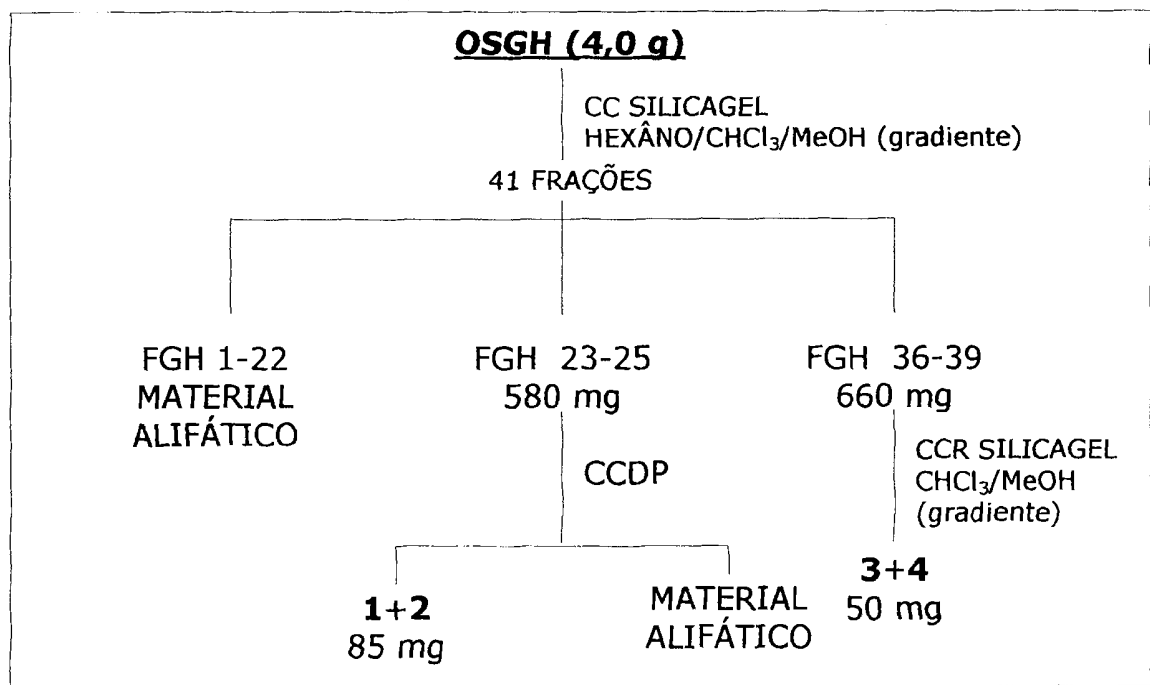 OSGH (4,0 g)
CC SILICAGEL
HEXÂNO/CHCl₃/MeOH (gradiente)
41 FRAÇÕES
FGH 1-22
MATERIAL
ALIFÁTICO
FGH 23-25
580 mg
FGH 36-39
660 mg
CCDP
CCR SILICAGEL
CHCl₃/MeOH
(gradiente)
1+2
85 mg
MATERIAL
ALIFÁTICO
3+4
50 mg